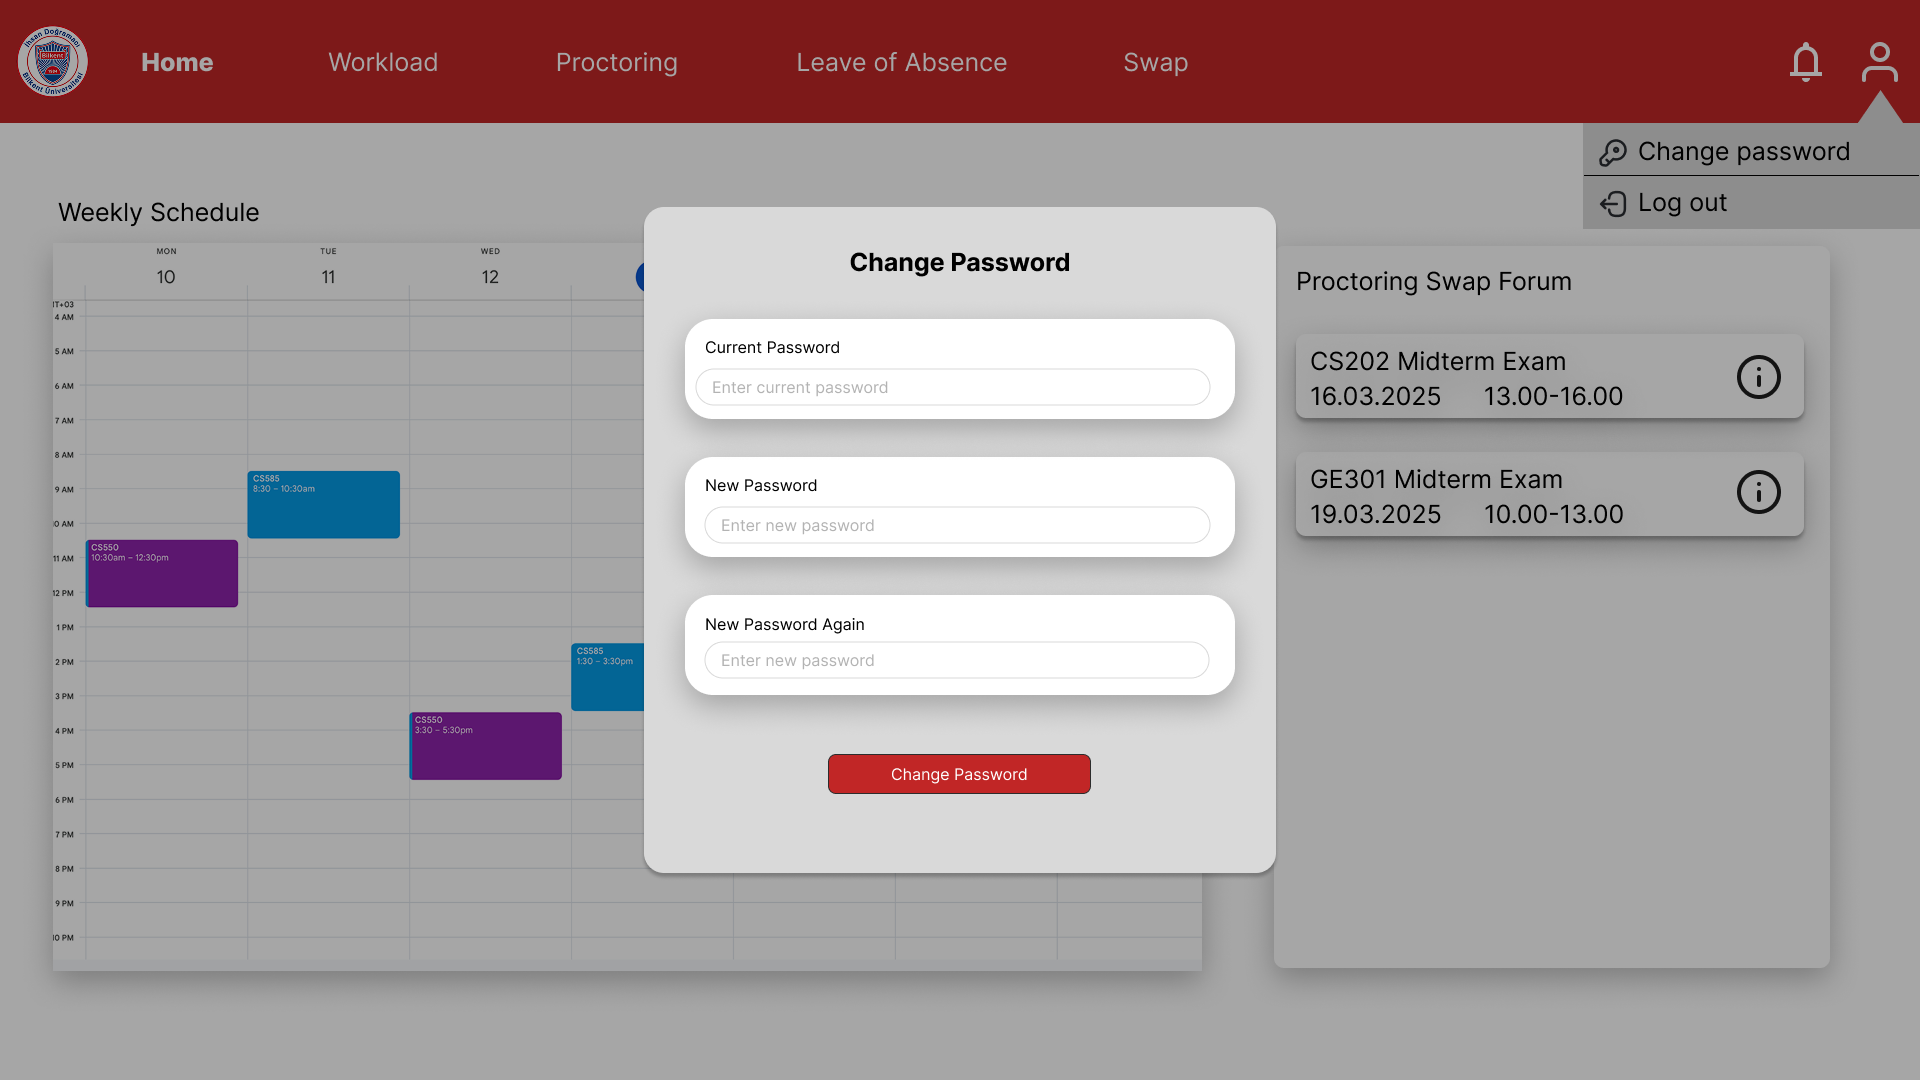 İhsan Doğramacı
Bilkent
Bilkent Üniversitesi
Home
Workload
Proctoring
Leave of Absence
Swap
Change password
Log out
Weekly Schedule
MON
TUE
WED
10
11
12
T+03
4 AM
5 AM
6 AM
7 AM
8 AM
9 AM
0 AM
11 AM
12 PM
1 PM
2 PM
3 PM
4 PM
5 PM
6 PM
7 PM
8 PM
9 PM
10 PM
CS585
8:30 – 10:30am
CS550
10:30am – 12:30pm
CS585
1:30 – 3:30pm
CS550
3:30 – 5:30pm
Change Password
Current Password
Enter current password
New Password
Enter new password
New Password Again
Enter new password
Change Password
Proctoring Swap Forum
CS202 Midterm Exam
16.03.2025 13.00-16.00
GE301 Midterm Exam
19.03.2025 10.00-13.00